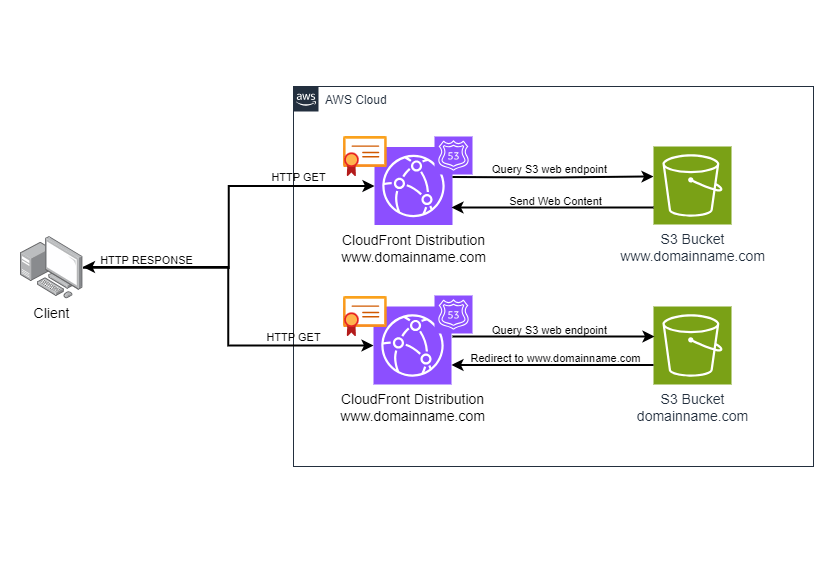 aws
AWS Cloud
53
HTTP GET
Query S3 web endpoint
Send Web Content
CloudFront Distribution
www.domainname.com
S3 Bucket
www.domainname.com
HTTP RESPONSE
Client
53
HTTP GET
Query S3 web endpoint
Redirect to www.domainname.com
CloudFront Distribution
www.domainname.com
S3 Bucket
domainname.com